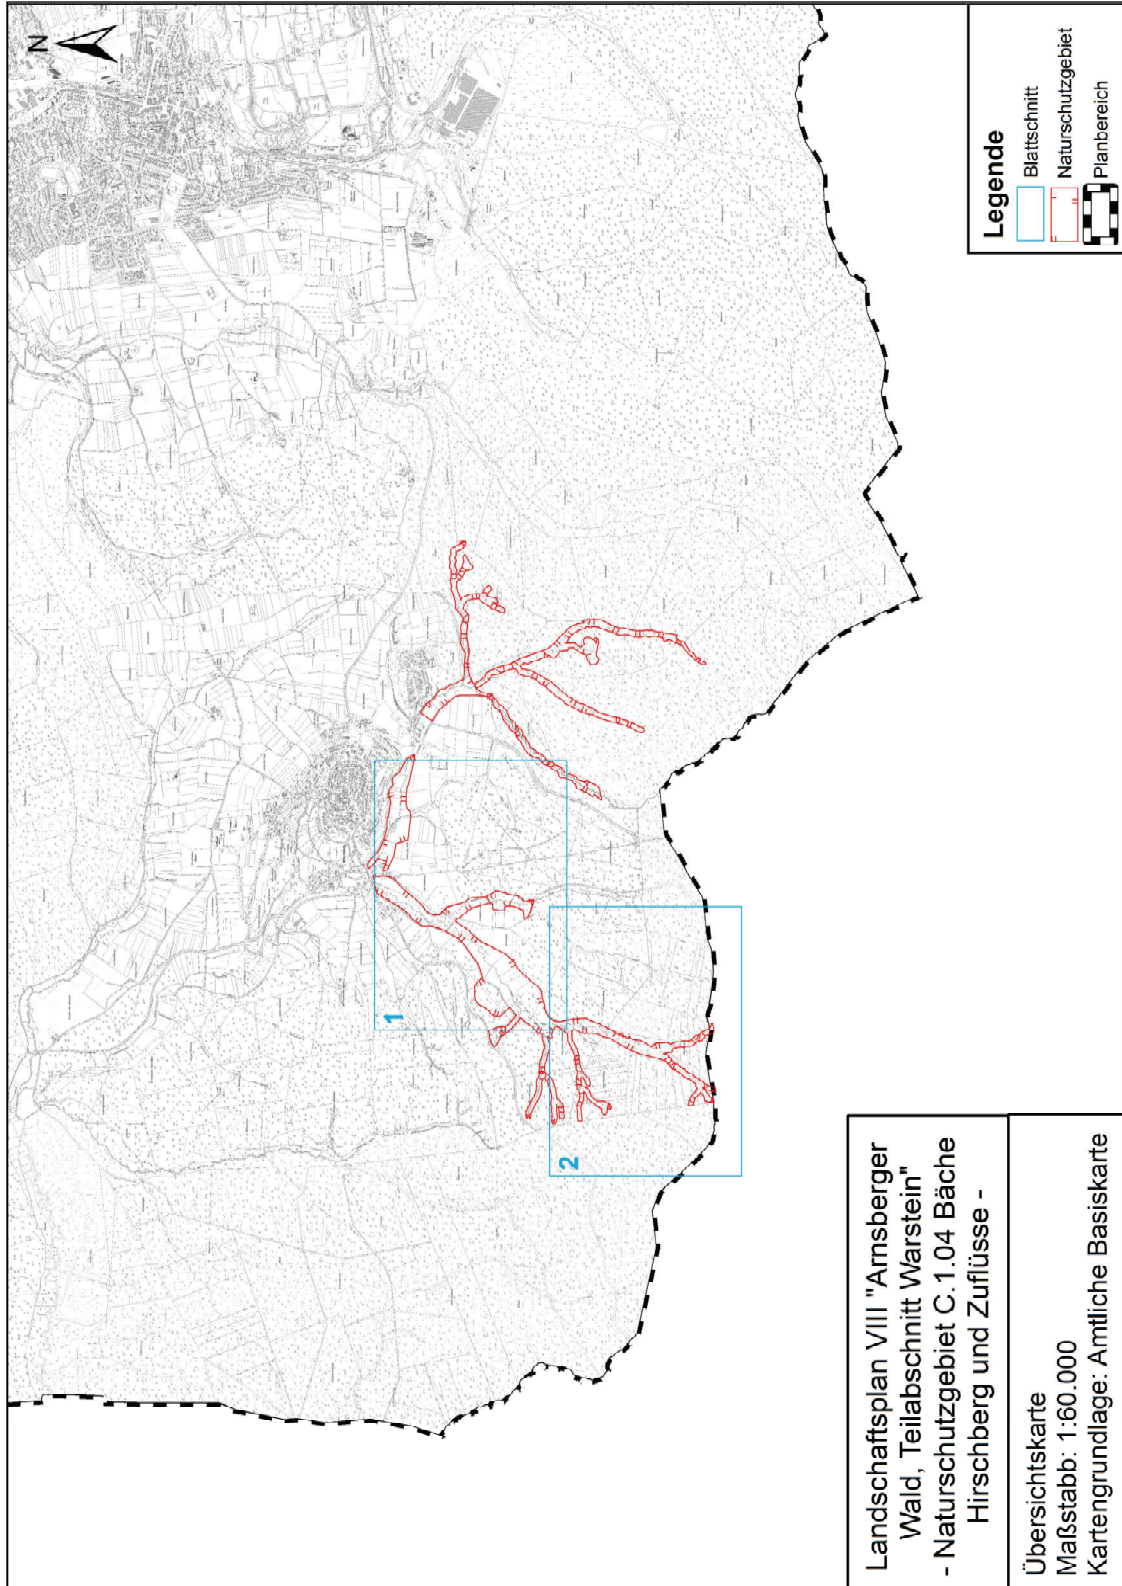 N
Legende
Blattschnitt
Naturschutzgebiet
Planbereich
1
2
Landschaftsplan VIII "Arnsberger
Wald, Teilabschnitt Warstein"
- Naturschutzgebiet C.1.04 Bäche
Hirschberg und Zuflüsse -
Übersichtskarte
Maßstabb: 1:60.000
Kartengrundlage: Amtliche Basiskarte